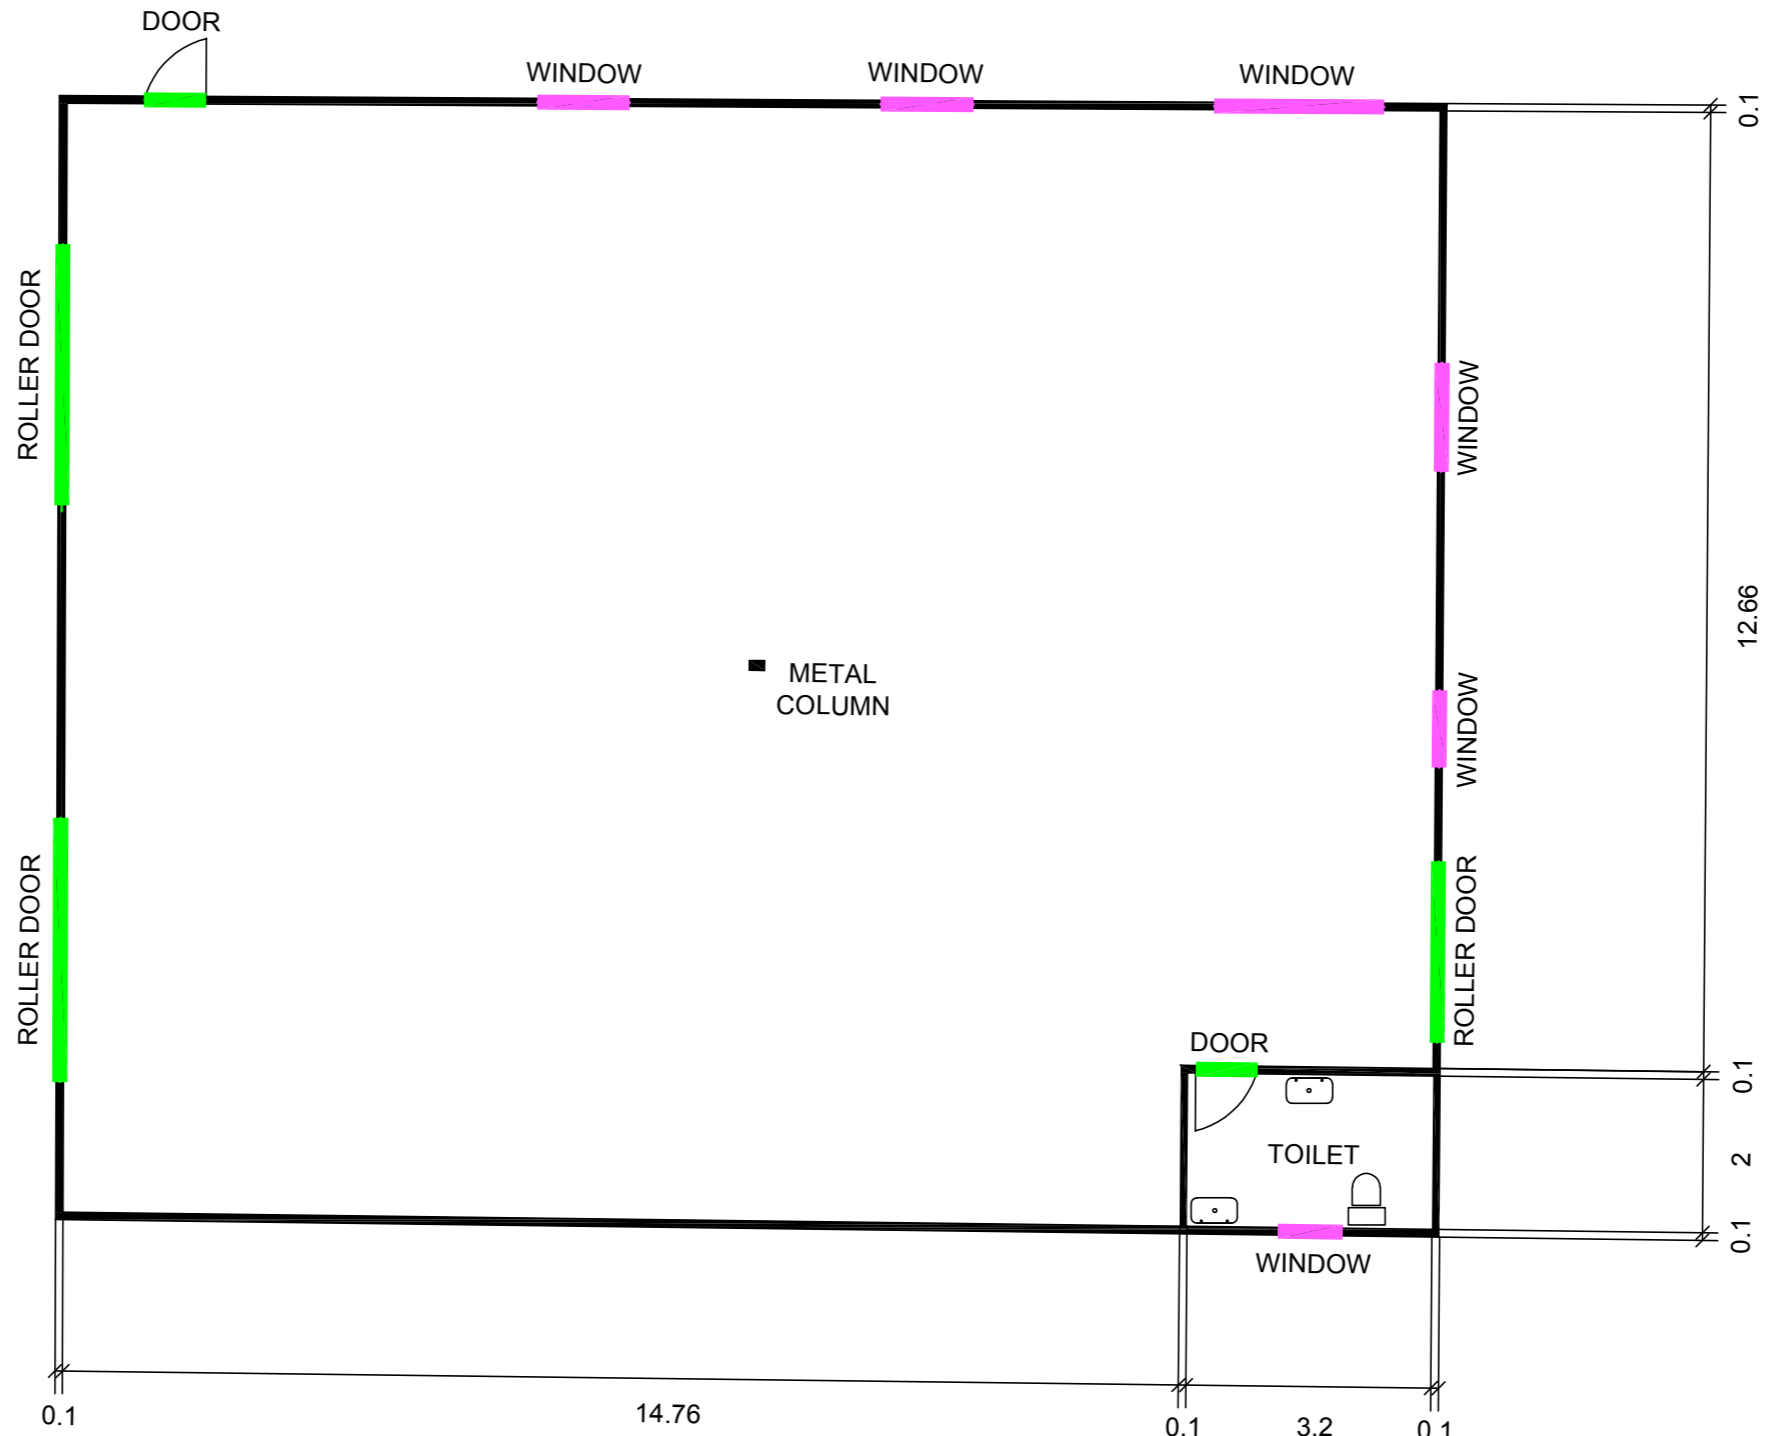 DOOR
WINDOW
WINDOW
WINDOW
0.1
ROLLER DOOR
WINDOW
12.66
METAL
COLUMN
WINDOW
ROLLER DOOR
ROLLER DOOR
DOOR
0.1
TOILET
2
0.1
WINDOW
0.1
14.76
0.1
3.2
0.1